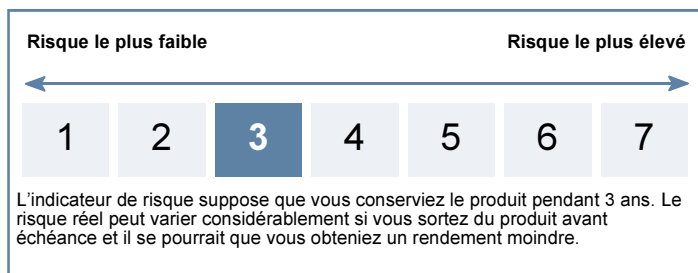 Risque le plus faible Risque le plus élevé
1 2 3 4 5 6 7
L’indicateur de risque suppose que vous conserviez le produit pendant 3 ans. Le
risque réel peut varier considérablement si vous sortez du produit avant
échéance et il se pourrait que vous obteniez un rendement moindre.